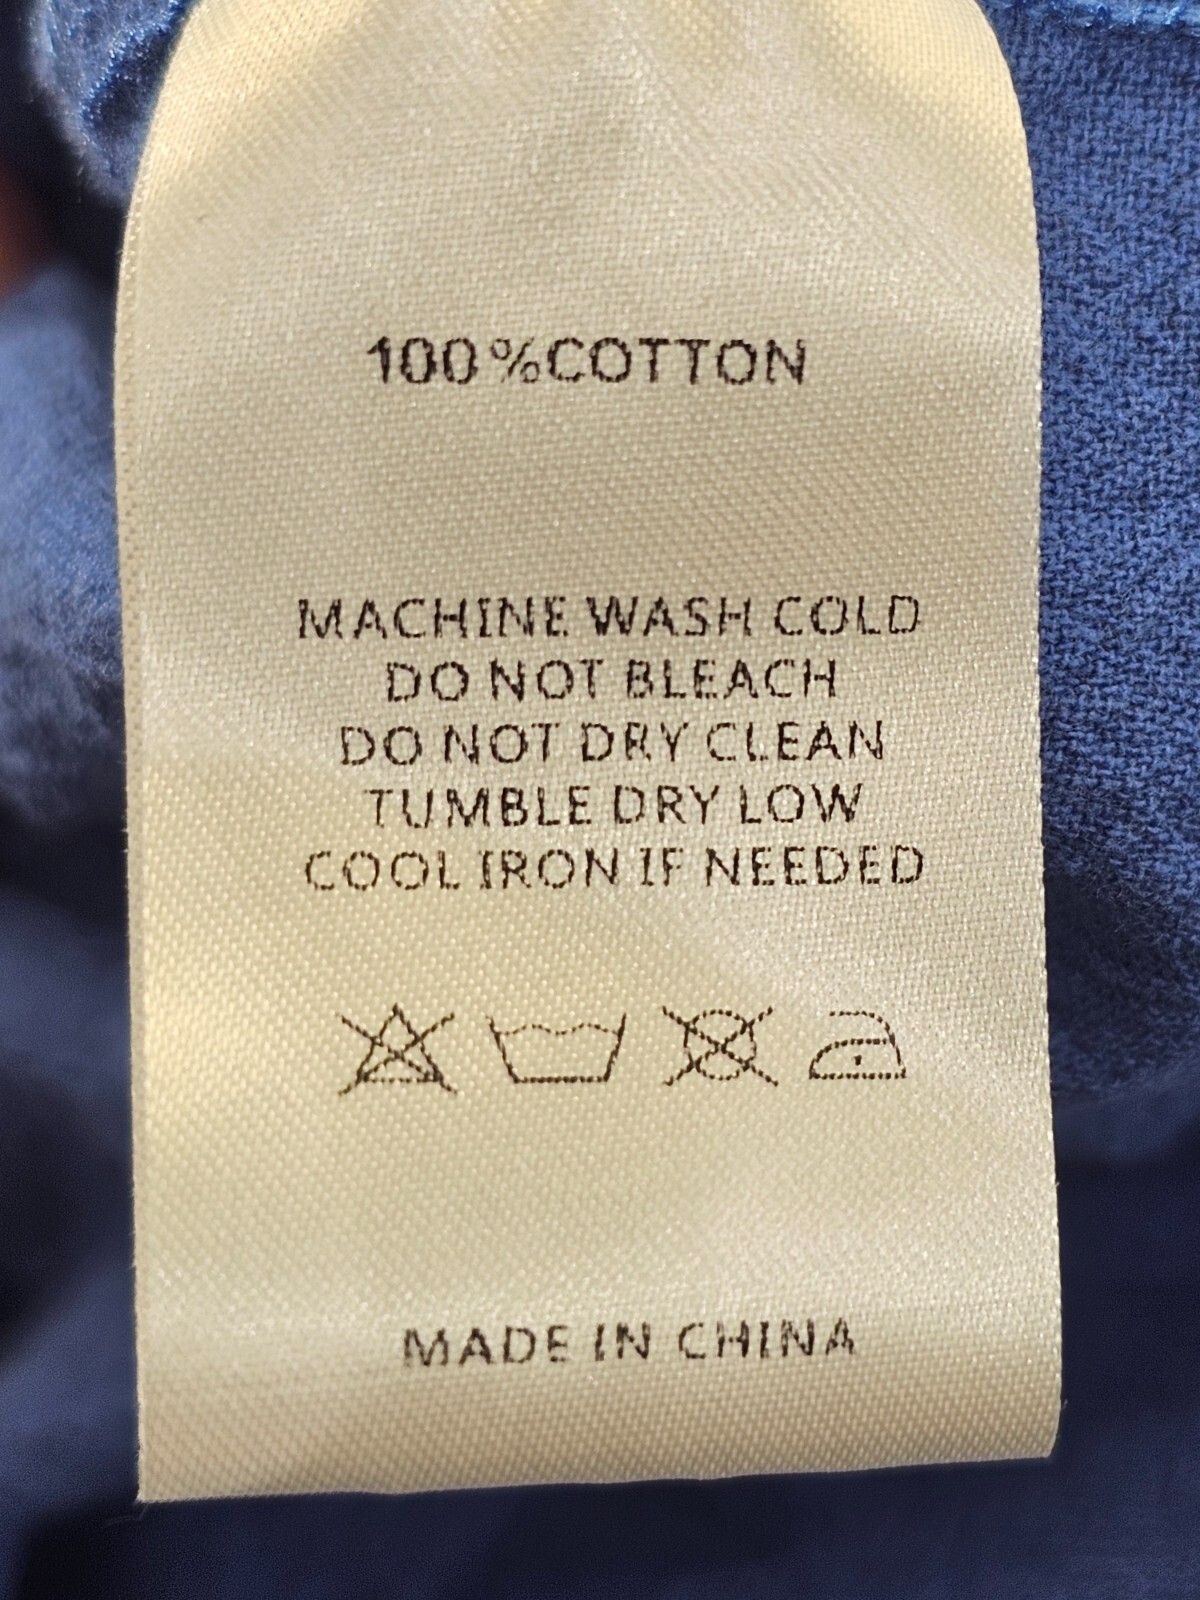 100%COTTON
MACHINE WASH COLD
DO NOT BLEACH
DO NOT DRY CLEAN
TUMBLE DRY LOW
COOL IRON IF NEEDED
MADE IN CHINA